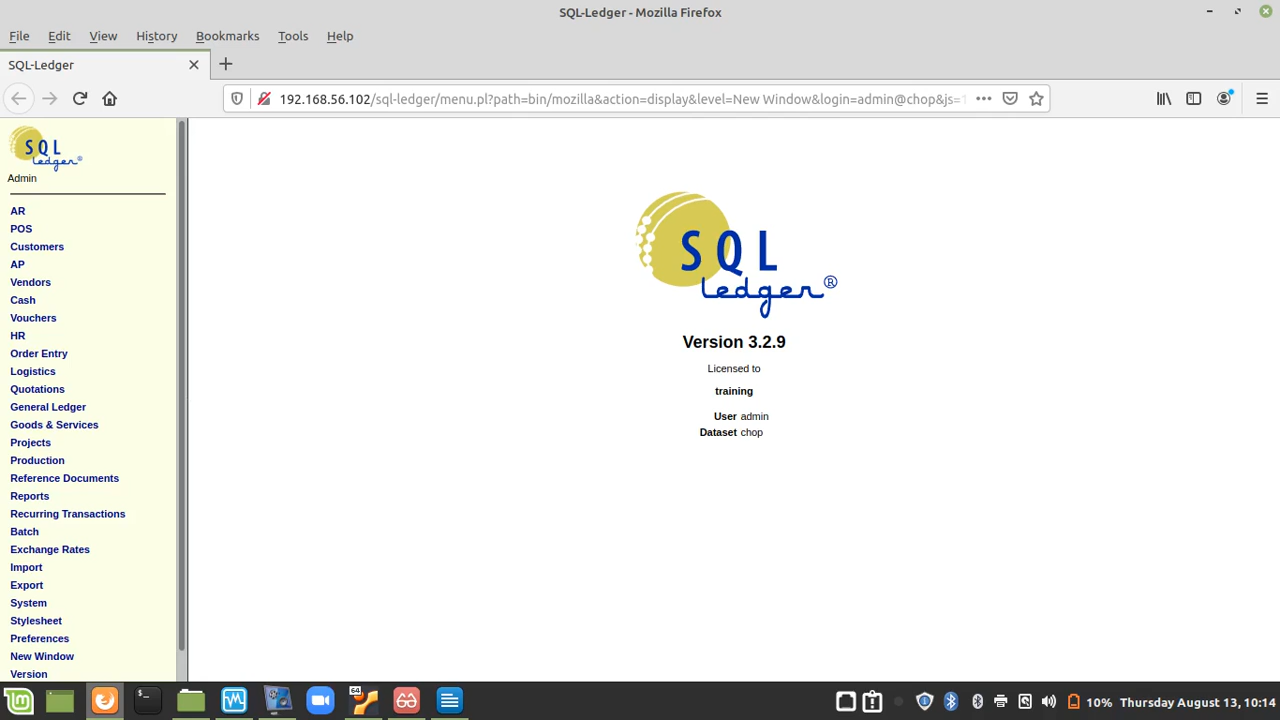 SQL-Ledger - Mozilla Firefox
File Edit View History Bookmarks Tools Help
SQL-Ledger
192.168.56.102/sql-ledger/menu.pl?path=bin/mozilla&action=display&level=New Window&login=admin@chop&js=1
SQL
ledger®
Admin
AR
POS
Customers
AP
Vendors
Cash
Vouchers
HR
Order Entry
Logistics
Quotations
General Ledger
Goods & Services
Projects
Production
Reference Documents
Reports
Recurring Transactions
Batch
Exchange Rates
Import
Export
System
Stylesheet
Preferences
New Window
Version
SQL
ledger®
Version 3.2.9
Licensed to
training
User admin
Dataset chop
64
10% Thursday August 13, 10:14